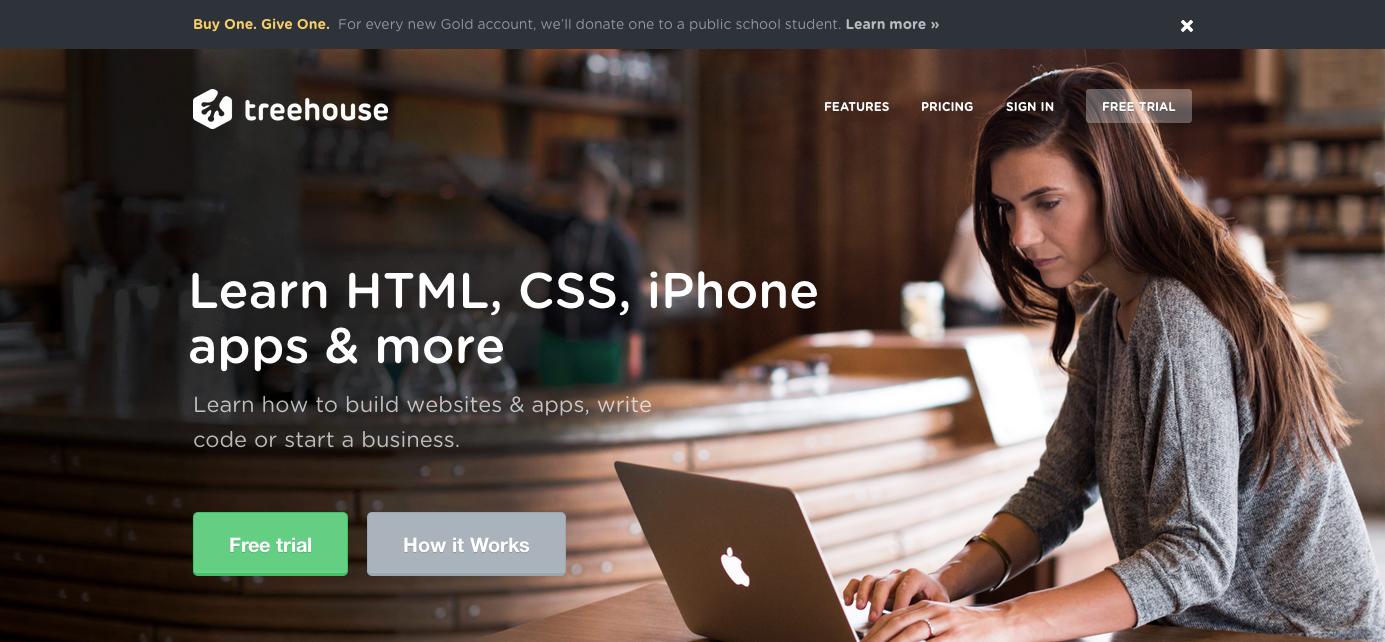 Buy One. Give One. For every new Gold account, we'll donate one to a public school student. Learn more »
treehouse
FEATURES PRICING SIGN IN FREE TRIAL
Learn HTML, CSS, iPhone
apps & more
Learn how to build websites & apps, write
code or start a business.
Free trial How it Works